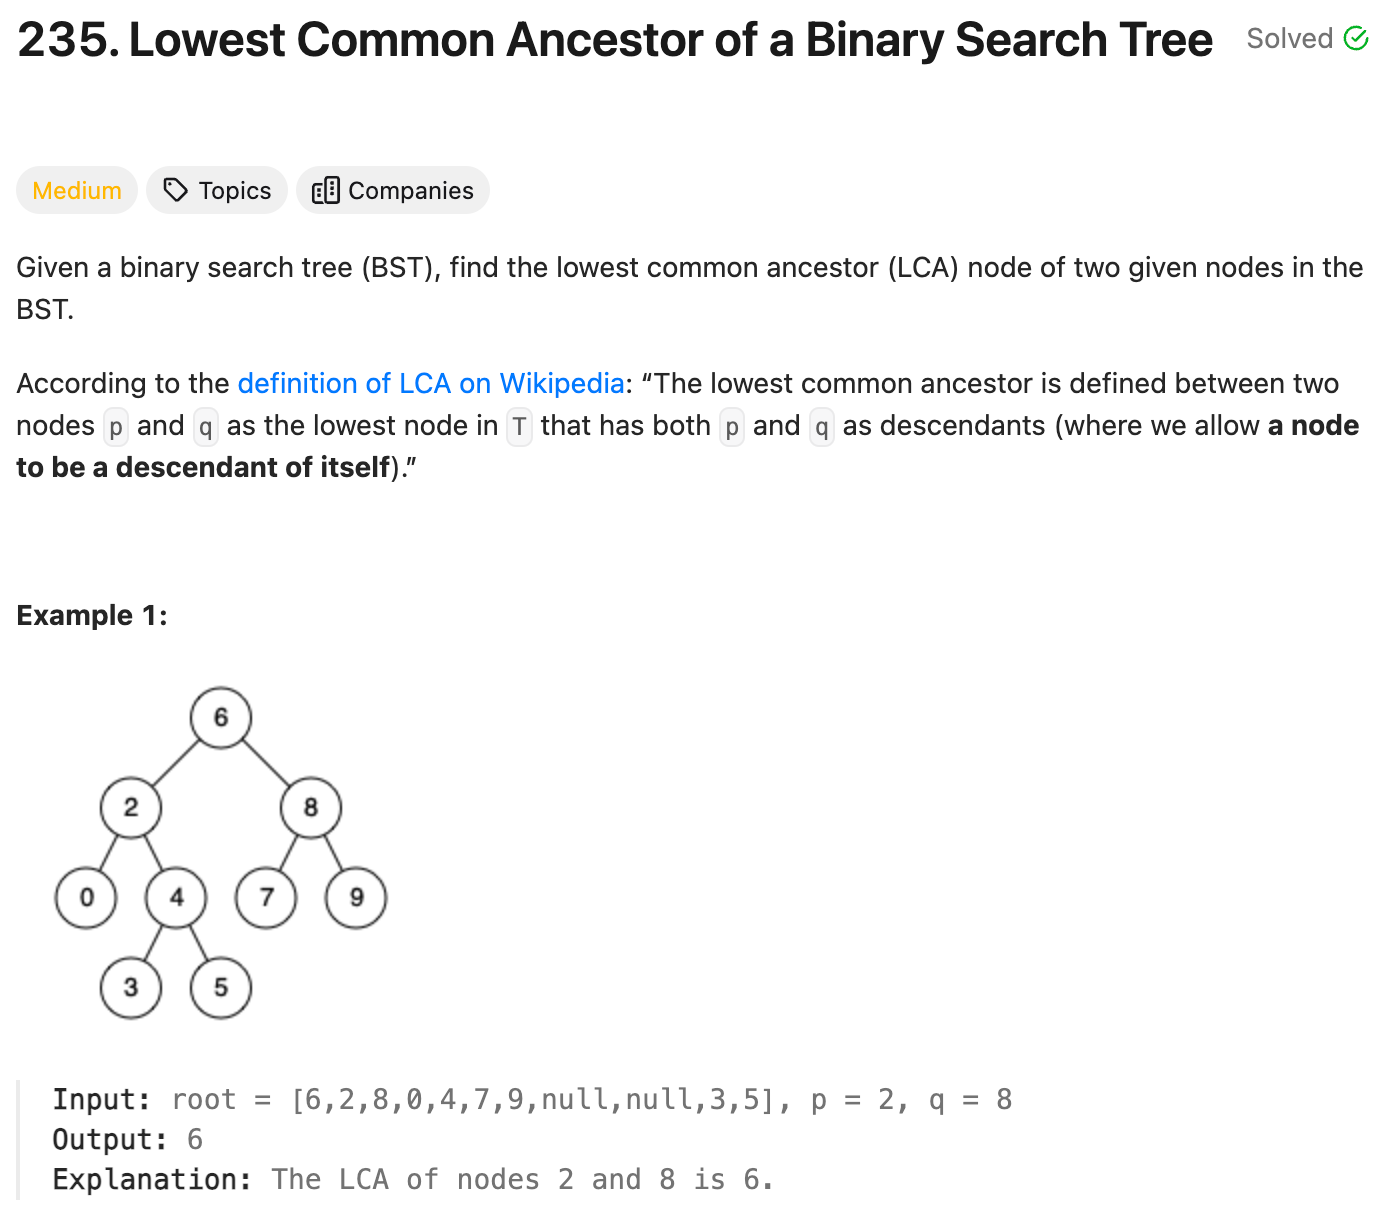 235. Lowest Common Ancestor of a Binary Search Tree Solved
Medium Topics Companies
Given a binary search tree (BST), find the lowest common ancestor (LCA) node of two given nodes in the
BST.
According to the definition of LCA on Wikipedia: “The lowest common ancestor is defined between two
nodes p and q as the lowest node in T that has both p and q as descendants (where we allow a node
to be a descendant of itself).”
Example 1:
6
2 8
0 4 7 9
3 5
Input: root = [6,2,8,0,4,7,9,null,null,3,5], p = 2, q = 8
Output: 6
Explanation: The LCA of nodes 2 and 8 is 6.